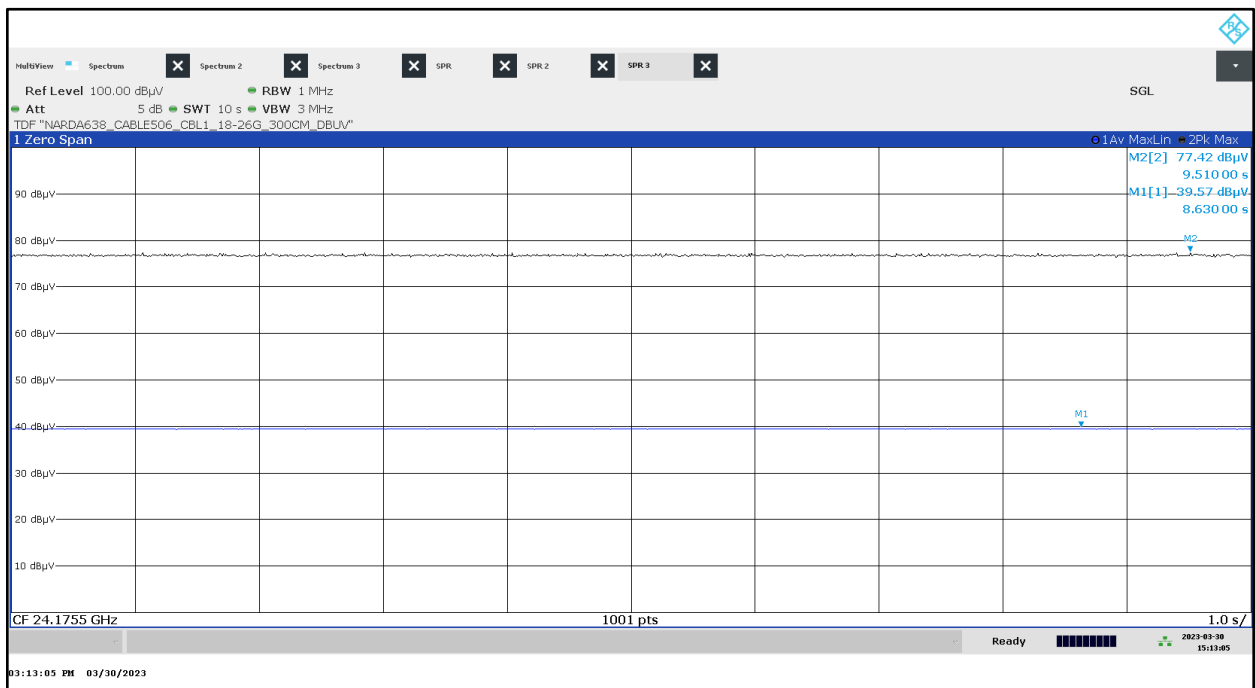 MultiView Spectrum Spectrum 2 Spectrum 3 SPR SPR 2 SPR 3
Ref Level 100.00 dBµV RBW 1 MHz SGL
Att 5 dB SWT 10 s VBW 3 MHz
TDF "NARDA638_CABLE506_CBL1_18-26G_300CM_DBUV"
1 Zero Span 1Av MaxLin 2Pk Max
M2[2] 77.42 dBµV
9.510 00 s
90 dBµV M1[1] 39.57 dBµV
8.630 00 s
80 dBµV M2
70 dBµV
60 dBµV
50 dBµV
M1
40 dBµV
30 dBµV
20 dBµV
10 dBµV
CF 24.1755 GHz 1001 pts 1.0 s/
Ready 2023-03-30
15:13:05
03:13:05 PM 03/30/2023